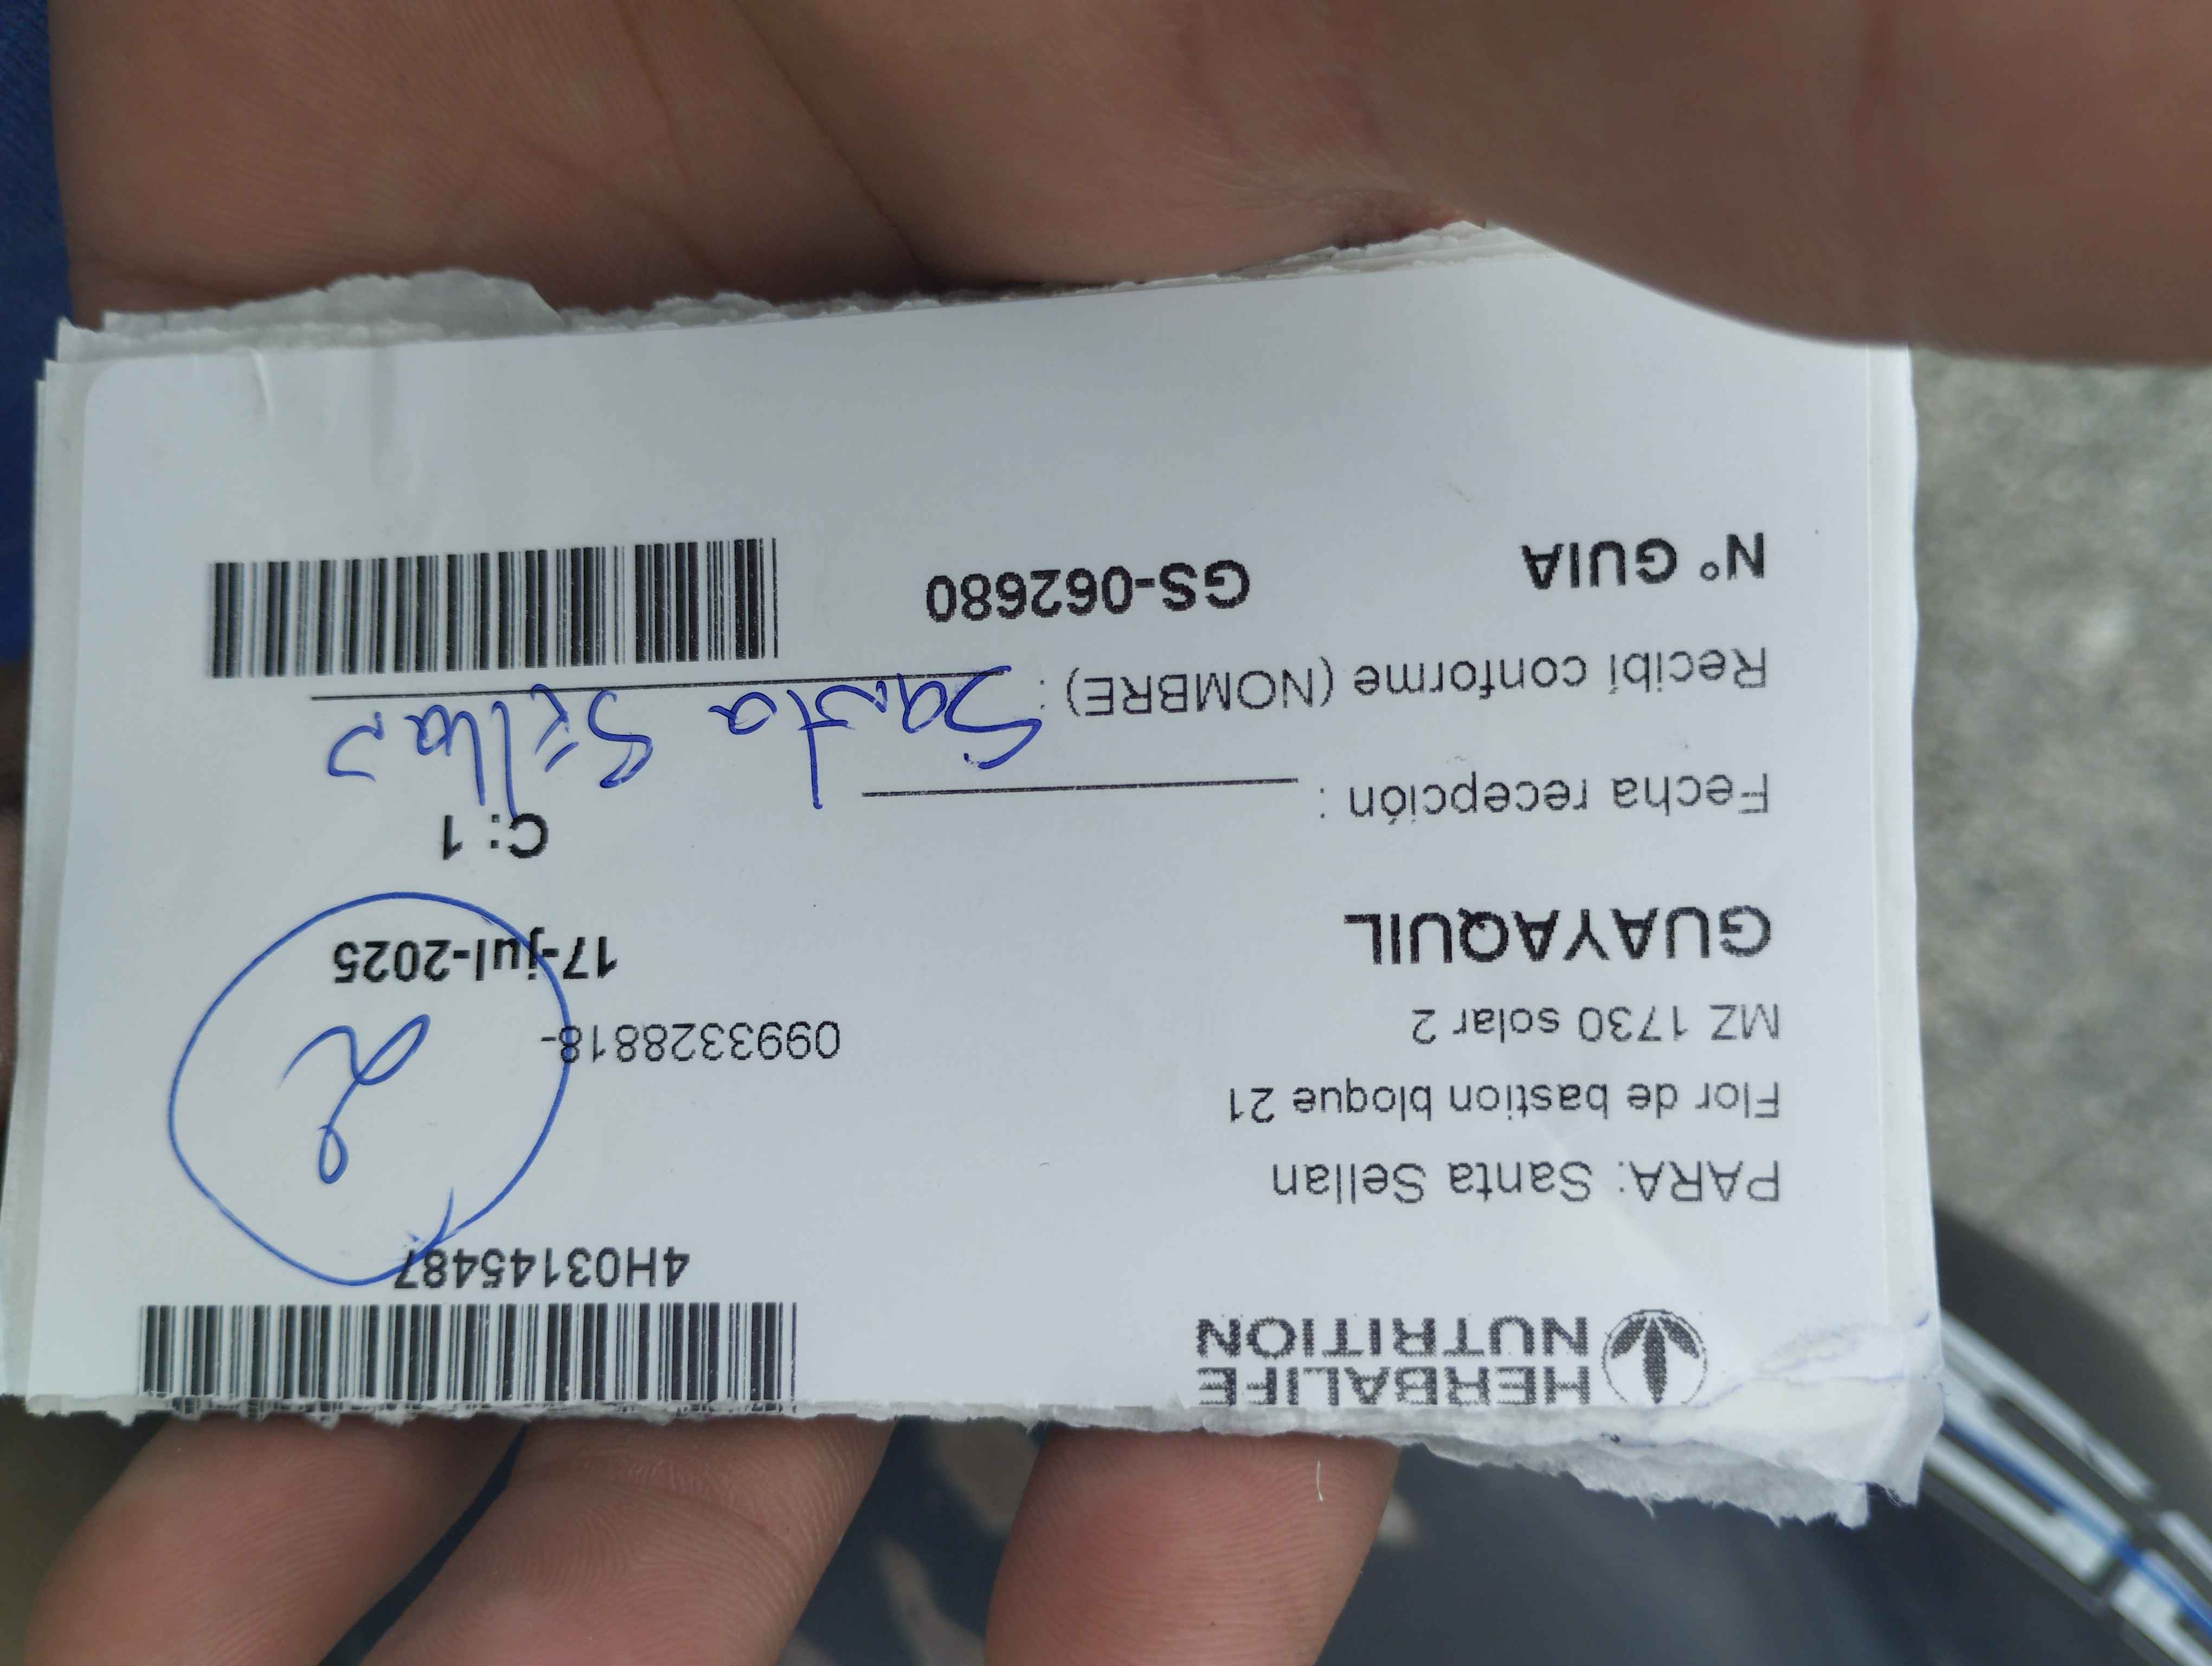 HERBALIFE
NUTRITION
4H03145487
PARA: Santa Sellan
Flor de bastion bloque 21
MZ 1730 solar 2
0993328818-
2
GUAYAQUIL
17-jul-2025
C: 1
Fecha recepción :
Recibí conforme (NOMBRE) : Santa Sellan
N° GUIA
GS-062680